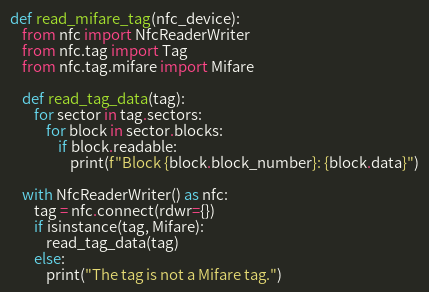 def read_mifare_tag(nfc_device):
    from nfc import NfcReaderWriter
    from nfc.tag import Tag
    from nfc.tag.mifare import Mifare

    def read_tag_data(tag):
        for sector in tag.sectors:
            for block in sector.blocks:
                if block.readable:
                    print(f"Block {block.block_number}: {block.data}")

    with NfcReaderWriter() as nfc:
        tag = nfc.connect(rdwr={})
        if isinstance(tag, Mifare):
            read_tag_data(tag)
        else:
            print("The tag is not a Mifare tag.")